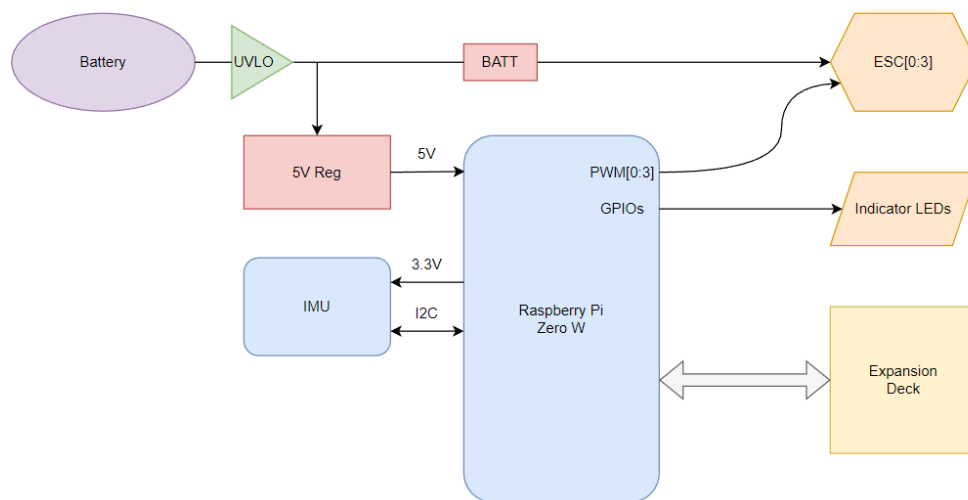 Battery
UVLO
BATT
ESC[0:3]
5V Reg
5V
PWM[0:3]
GPIOs
Indicator LEDs
3.3V
IMU
I2C
Raspberry Pi
Zero W
Expansion
Deck